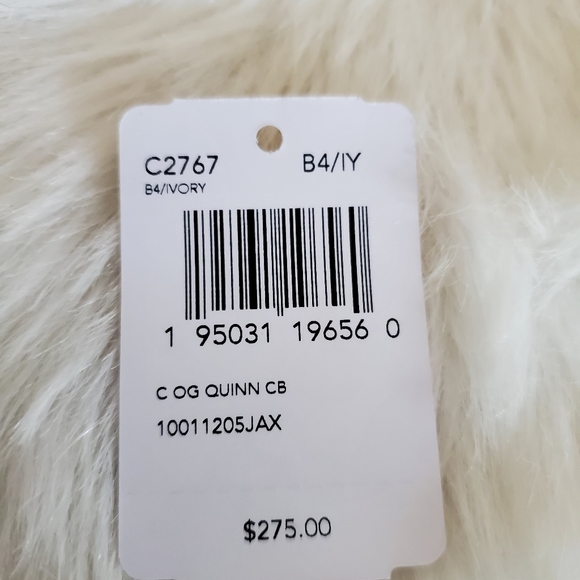 C2767 B4/IY
B4/IVORY
1 95031 19656 0
C OG QUINN CB
10011205JAX
$275.00